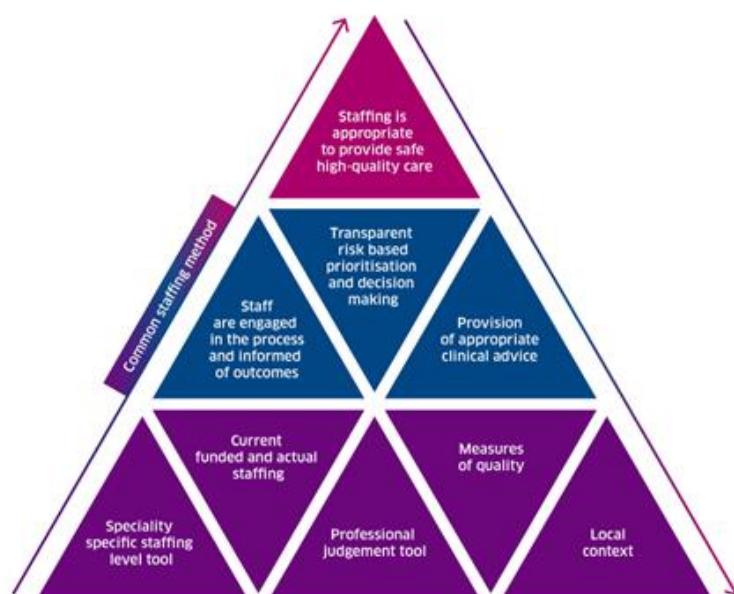 Staffing is
appropriate
to provide safe
high-quality care
Common staffing method
Staff
are engaged
in the process
and informed
of outcomes
Transparent
risk based
prioritisation
and decision
making
Provision
of appropriate
clinical advice
Speciality
specific staffing
level tool
Current
funded and actual
staffing
Professional
judgement tool
Measures
of quality
Local
context